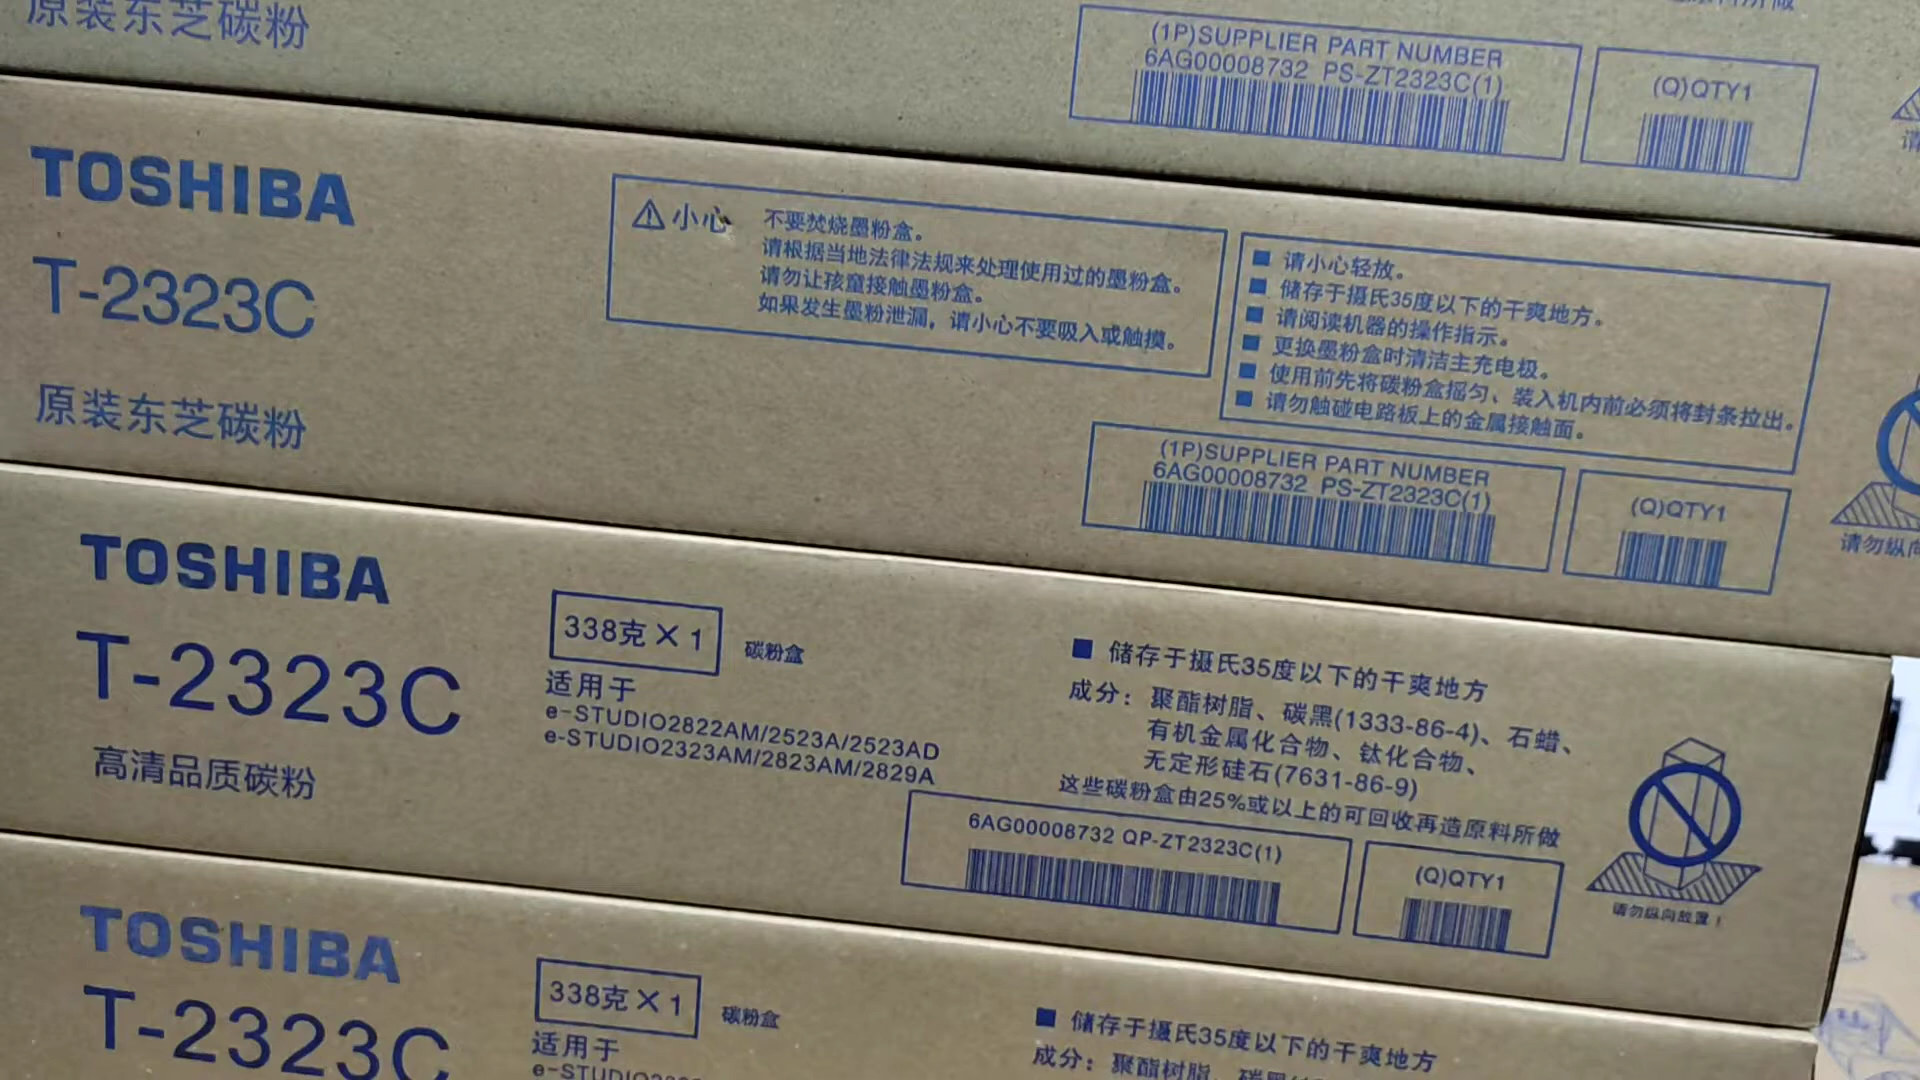 原装东芝碳粉
(1P)SUPPLIER PART NUMBER
6AG00008732 PS-ZT2323C(1)
(Q)QTY1
TOSHIBA
T-2323C
原装东芝碳粉
小心
不要焚烧墨粉盒。
请根据当地法律法规来处理使用过的墨粉盒。
请勿让孩童接触墨粉盒。
如果发生墨粉泄漏，请小心不要吸入或触摸。
■ 请小心轻放。
■ 储存于摄氏35度以下的干爽地方。
■ 请阅读机器的操作指示。
■ 更换墨粉盒时清洁主充电极。
■ 使用前先将碳粉盒摇匀、装入机内前必须将封条拉出。
■ 请勿触碰电路板上的金属接触面。
(1P)SUPPLIER PART NUMBER
6AG00008732 PS-ZT2323C(1)
(Q)QTY1
请勿纵向
TOSHIBA
T-2323C
高清品质碳粉
338克×1
碳粉盒
适用于
e-STUDIO2822AM/2523A/2523AD
e-STUDIO2323AM/2823AM/2829A
■ 储存于摄氏35度以下的干爽地方
成分：聚酯树脂、碳黑(1333-86-4)、石蜡、
有机金属化合物、钛化合物、
无定形硅石(7631-86-9)
这些碳粉盒由25%或以上的可回收再造原料所做
6AG00008732 QP-ZT2323C(1)
(Q)QTY1
请勿纵向放置！
TOSHIBA
T-2323C
338克×1
碳粉盒
适用于
■ 储存于摄氏35度以下的干爽地方
成分：聚酯树脂、碳黑